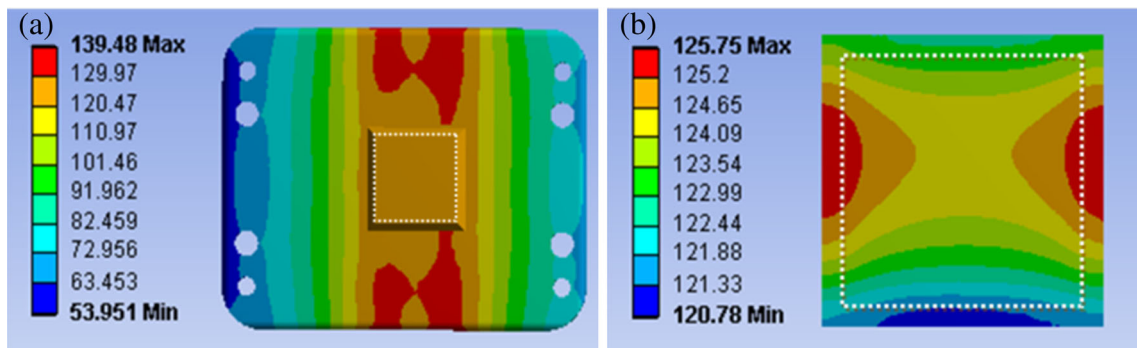 (a)
139.48 Max
129.97
120.47
110.97
101.46
91.962
82.459
72.956
63.453
53.951 Min
(b)
125.75 Max
125.2
124.65
124.09
123.54
122.99
122.44
121.88
121.33
120.78 Min